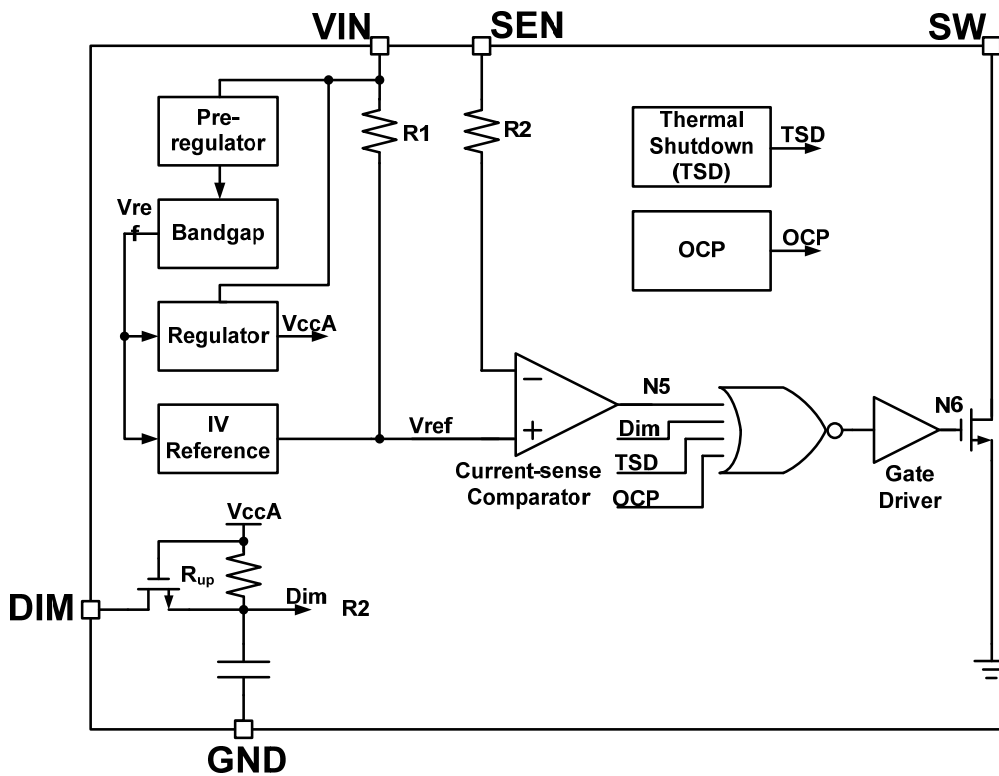 VIN
SEN
SW
Pre-
regulator
R1
R2
Thermal
Shutdown
(TSD)
TSD
Vre
f
Bandgap
OCP
OCP
Regulator
VccA
IV
Reference
Vref
−
+
Current-sense
Comparator
N5
Dim
TSD
OCP
N6
Gate
Driver
VccA
Rup
DIM
Dim
R2
GND